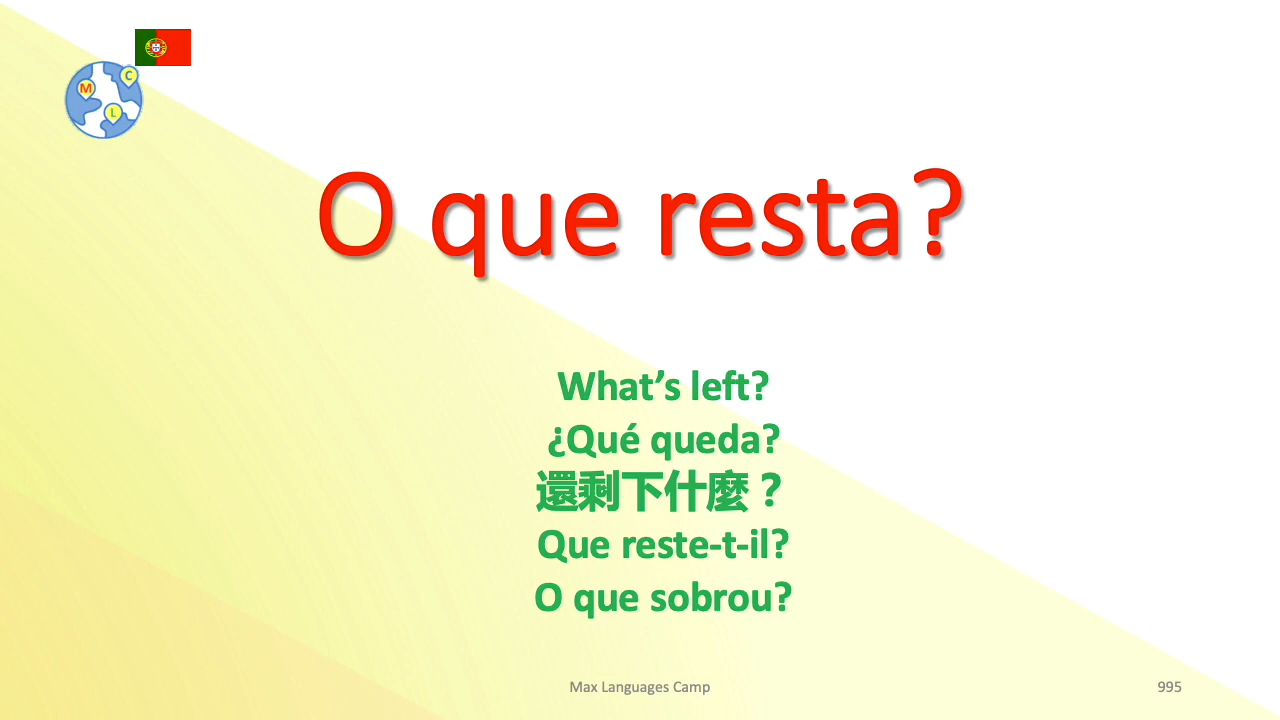 M C L
O que resta?
What’s left?
¿Qué queda?
還剩下什麼？
Que reste-t-il?
O que sobrou?
Max Languages Camp
995